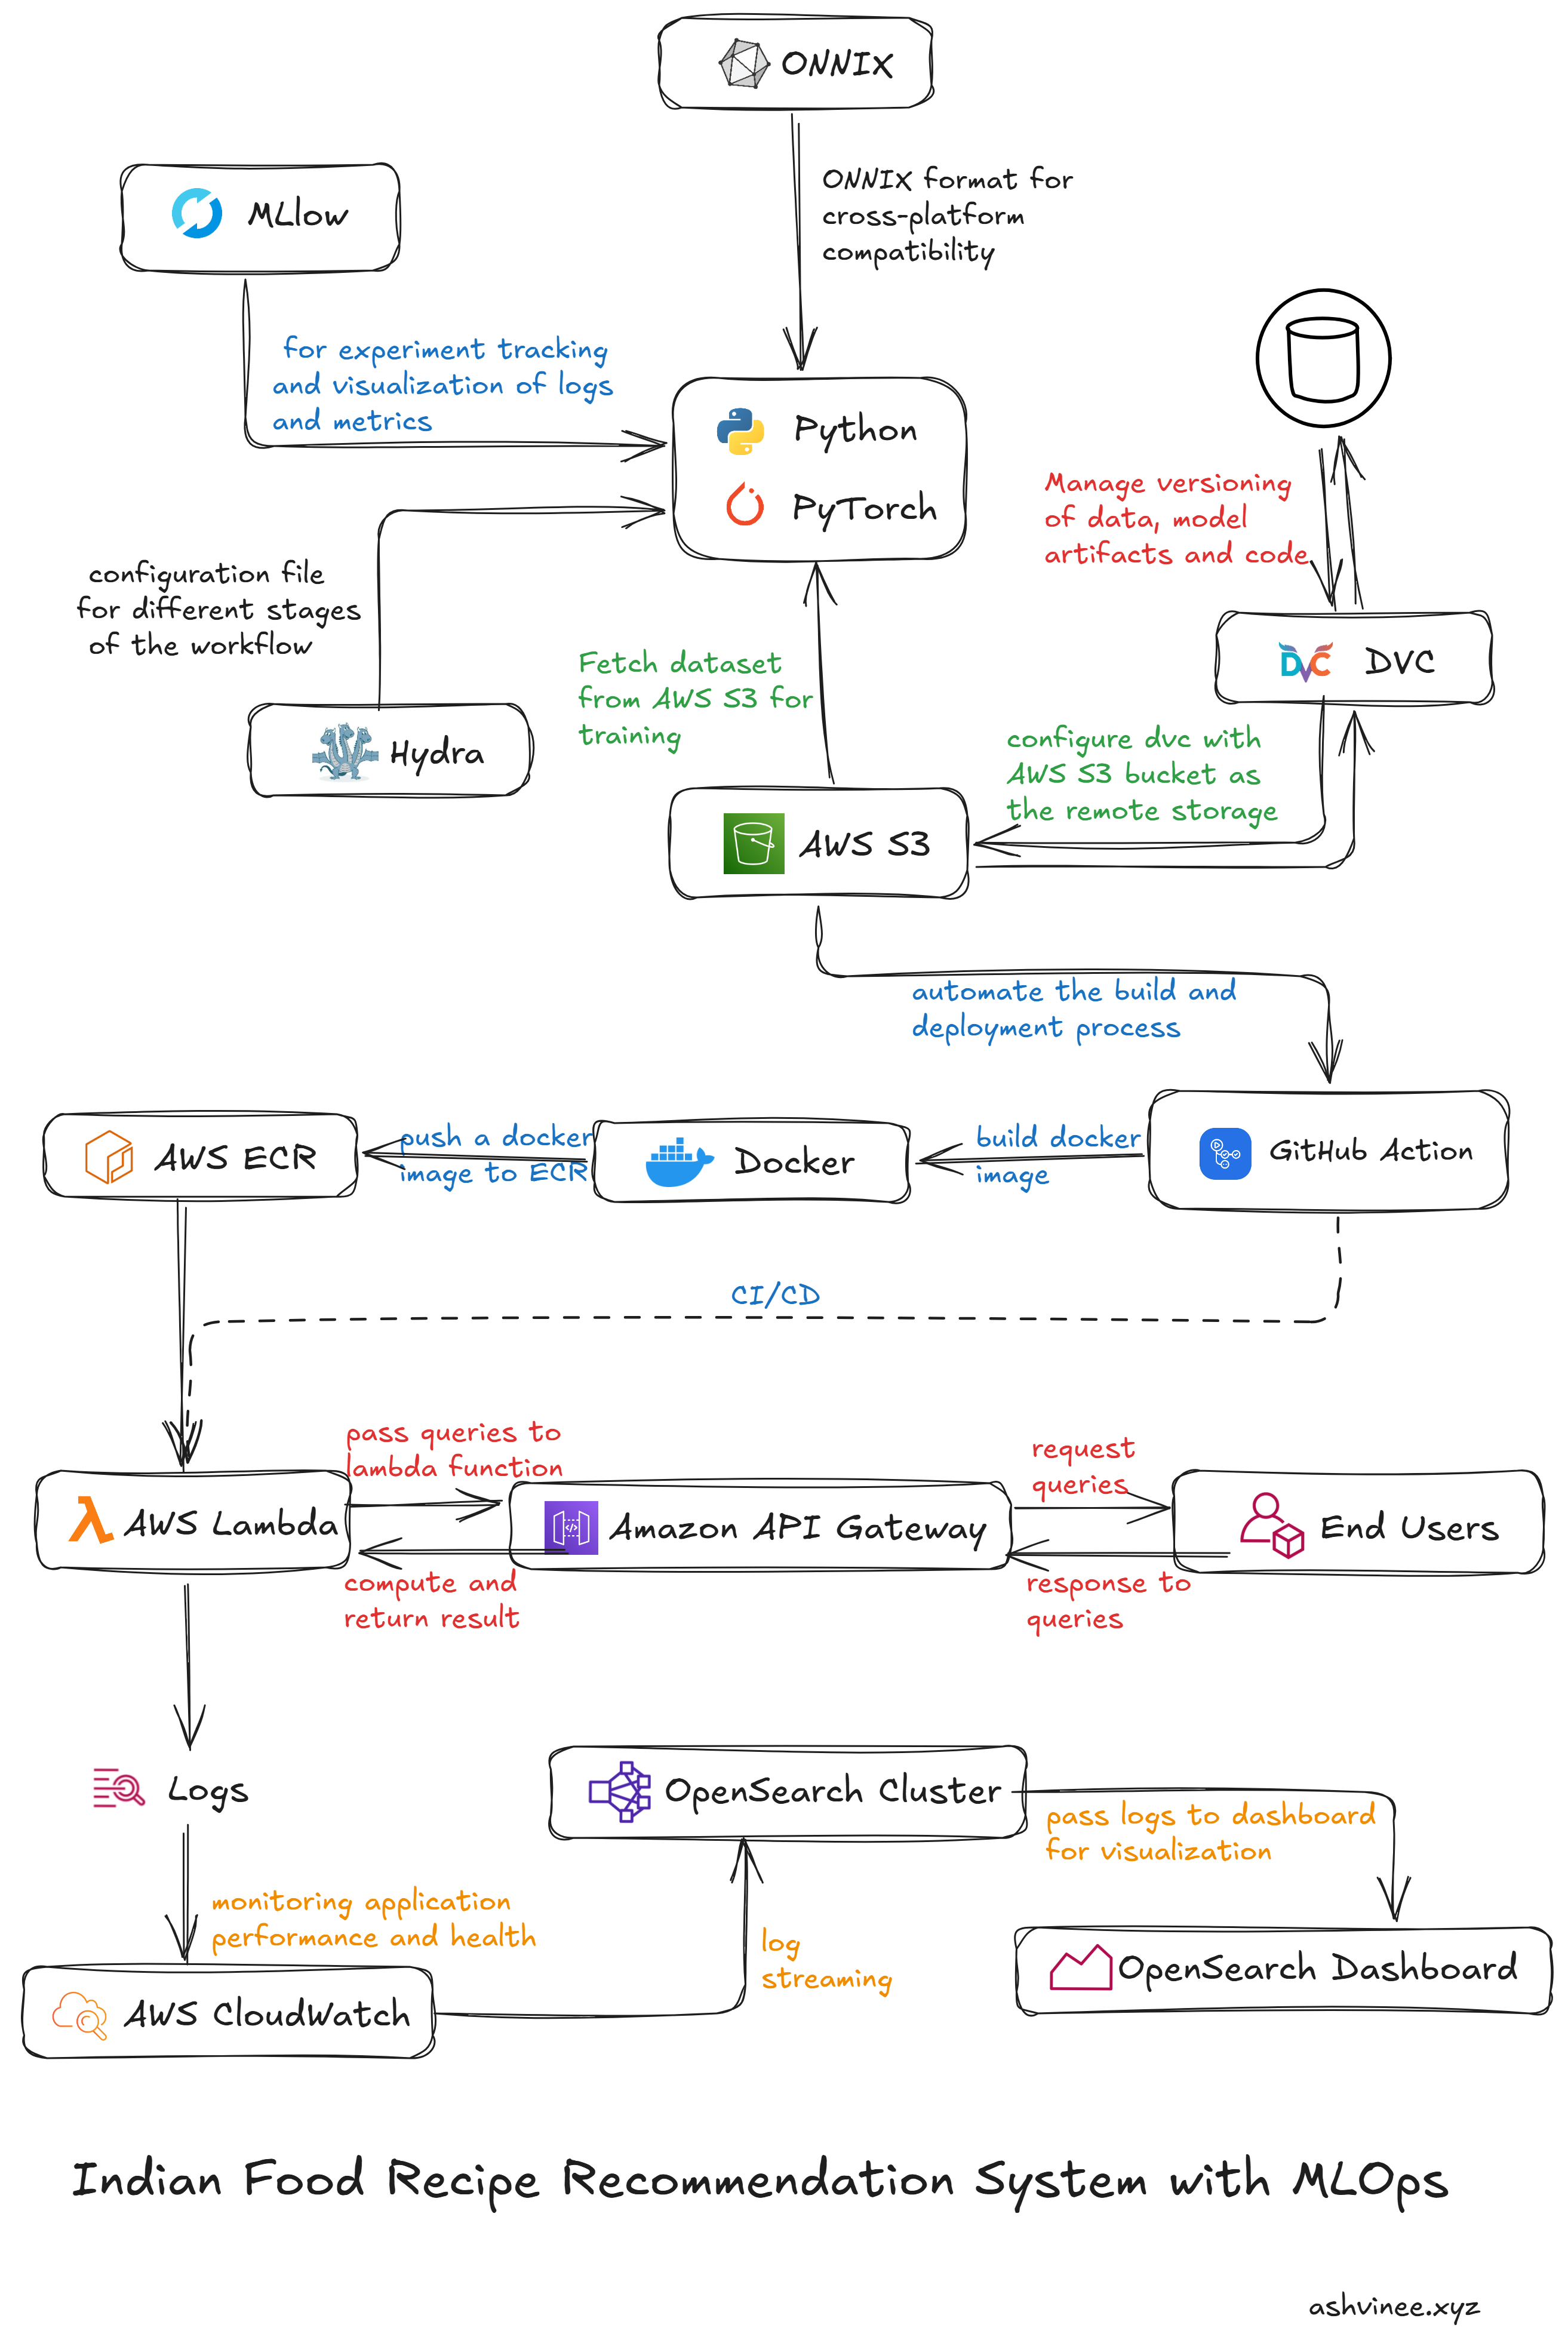 ONNIX
ONNIX format for
cross-platform
compatibility
MLlow
for experiment tracking
and visualization of logs
and metrics
Python
PyTorch
Manage versioning
of data, model
artifacts and code
configuration file
for different stages
of the workflow
Hydra
Fetch dataset
from AWS S3 for
training
DVC
DVC
configure dvc with
AWS S3 bucket as
the remote storage
AWS S3
automate the build and
deployment process
AWS ECR
push a docker
image to ECR
Docker
build docker
image
GitHub Action
CI/CD
pass queries to
lambda function
request
queries
AWS Lambda
Amazon API Gateway
End Users
compute and
return result
response to
queries
Logs
OpenSearch Cluster
pass logs to dashboard
for visualization
monitoring application
performance and health
log
streaming
OpenSearch Dashboard
AWS CloudWatch
Indian Food Recipe Recommendation System with MLOps
ashvinee.xyz